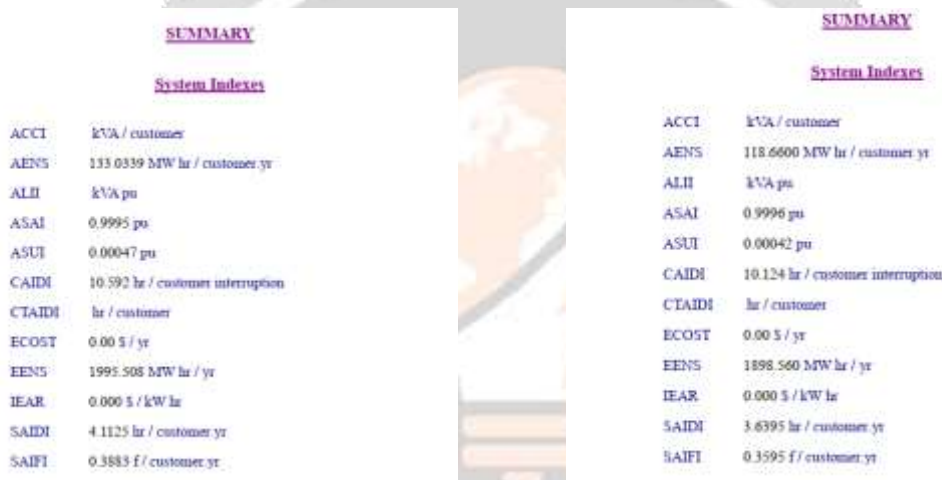 SUMMARY
System Indexes
ACCI kVA / customer
AENS 133.0339 MW hr / customer.yr
ALII kVA pu
ASAI 0.9995 pu
ASUI 0.00047 pu
CAIDI 10.592 hr / customer interruption
CTAIDI hr / customer
ECOST 0.00 $ / yr
EENS 1995.508 MW hr / yr
IEAR 0.000 $ / kW hr
SAIDI 4.1125 hr / customer.yr
SAIFI 0.3883 f / customer.yr
SUMMARY
System Indexes
ACCI kVA / customer
AENS 118.6600 MW hr / customer.yr
ALII kVA pu
ASAI 0.9996 pu
ASUI 0.00042 pu
CAIDI 10.124 hr / customer interruption
CTAIDI hr / customer
ECOST 0.00 $ / yr
EENS 1898.560 MW hr / yr
IEAR 0.000 $ / kW hr
SAIDI 3.6395 hr / customer.yr
SAIFI 0.3595 f / customer.yr